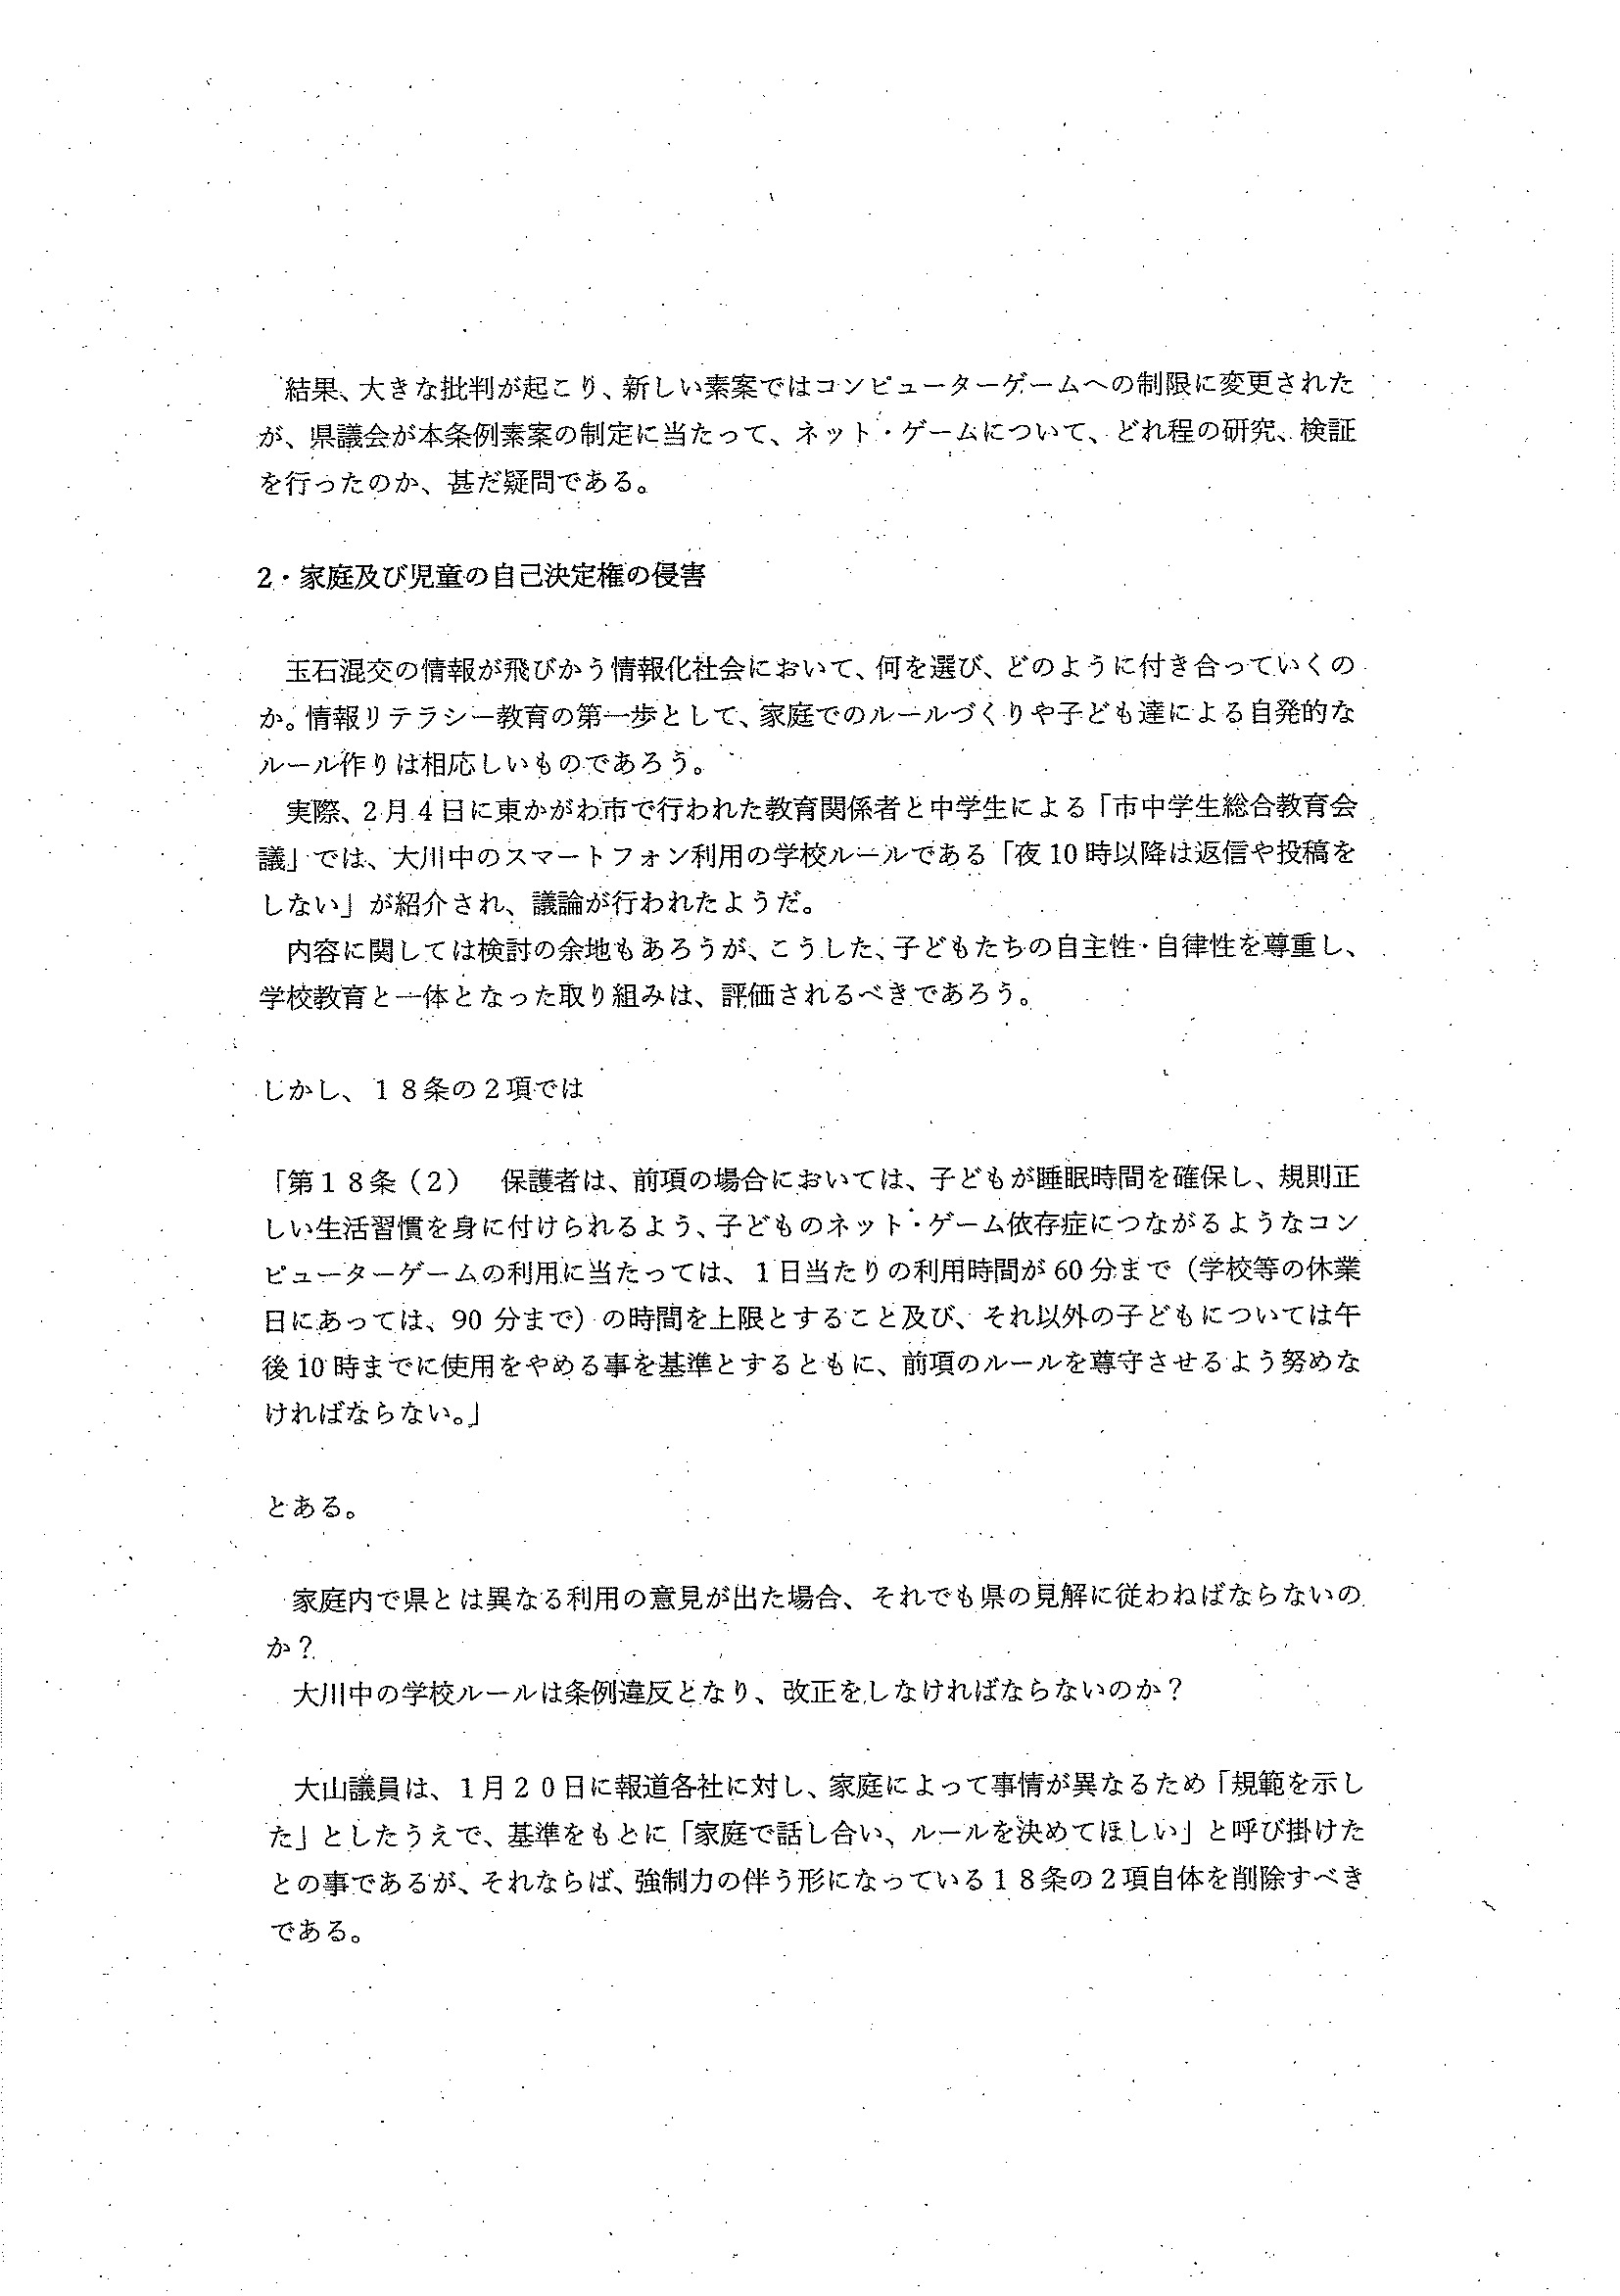 結果、大きな批判が起こり、新しい素案ではコンピューターゲームへの制限に変更された
が、県議会が本条例素案の制定に当たって、ネット・ゲームについて、どれ程の研究、検証
を行ったのか、甚だ疑問である。
2・家庭及び児童の自己決定権の侵害
玉石混交の情報が飛びかう情報化社会において、何を選び、どのように付き合っていくの
か。情報リテラシー教育の第一歩として、家庭でのルールづくりや子ども達による自発的な
ルール作りは相応しいものであろう。
実際、2月4日に東かがわ市で行われた教育関係者と中学生による「市中学生総合教育会
議」では、大川中のスマートフォン利用の学校ルールである「夜10時以降は返信や投稿を
しない」が紹介され、議論が行われたようだ。
内容に関しては検討の余地もあろうが、こうした、子どもたちの自主性・自律性を尊重し、
学校教育と一体となった取り組みは、評価されるべきであろう。
しかし、18条の2項では
「第18条(2) 保護者は、前項の場合においては、子どもが睡眠時間を確保し、規則正
しい生活習慣を身に付けられるよう、子どものネット・ゲーム依存症につながるようなコン
ピューターゲームの利用に当たっては、1日当たりの利用時間が60分まで(学校等の休業
日にあっては、90 分まで)の時間を上限とすること及び、それ以外の子どもについては午
後10時までに使用をやめる事を基準とするともに、前項のルールを尊守させるよう努めな
ければならない。」
とある。
家庭内で県とは異なる利用の意見が出た場合、それでも県の見解に従わねばならないの
か?
大川中の学校ルールは条例違反となり、改正をしなければならないのか?
大山議員は、1月20日に報道各社に対し、家庭によって事情が異なるため「規範を示し
た」としたうえで、基準をもとに「家庭で話し合い、ルールを決めてほしい」と呼び掛けた
との事であるが、それならば、強制力の伴う形になっている18条の2項自体を削除すべき
である。